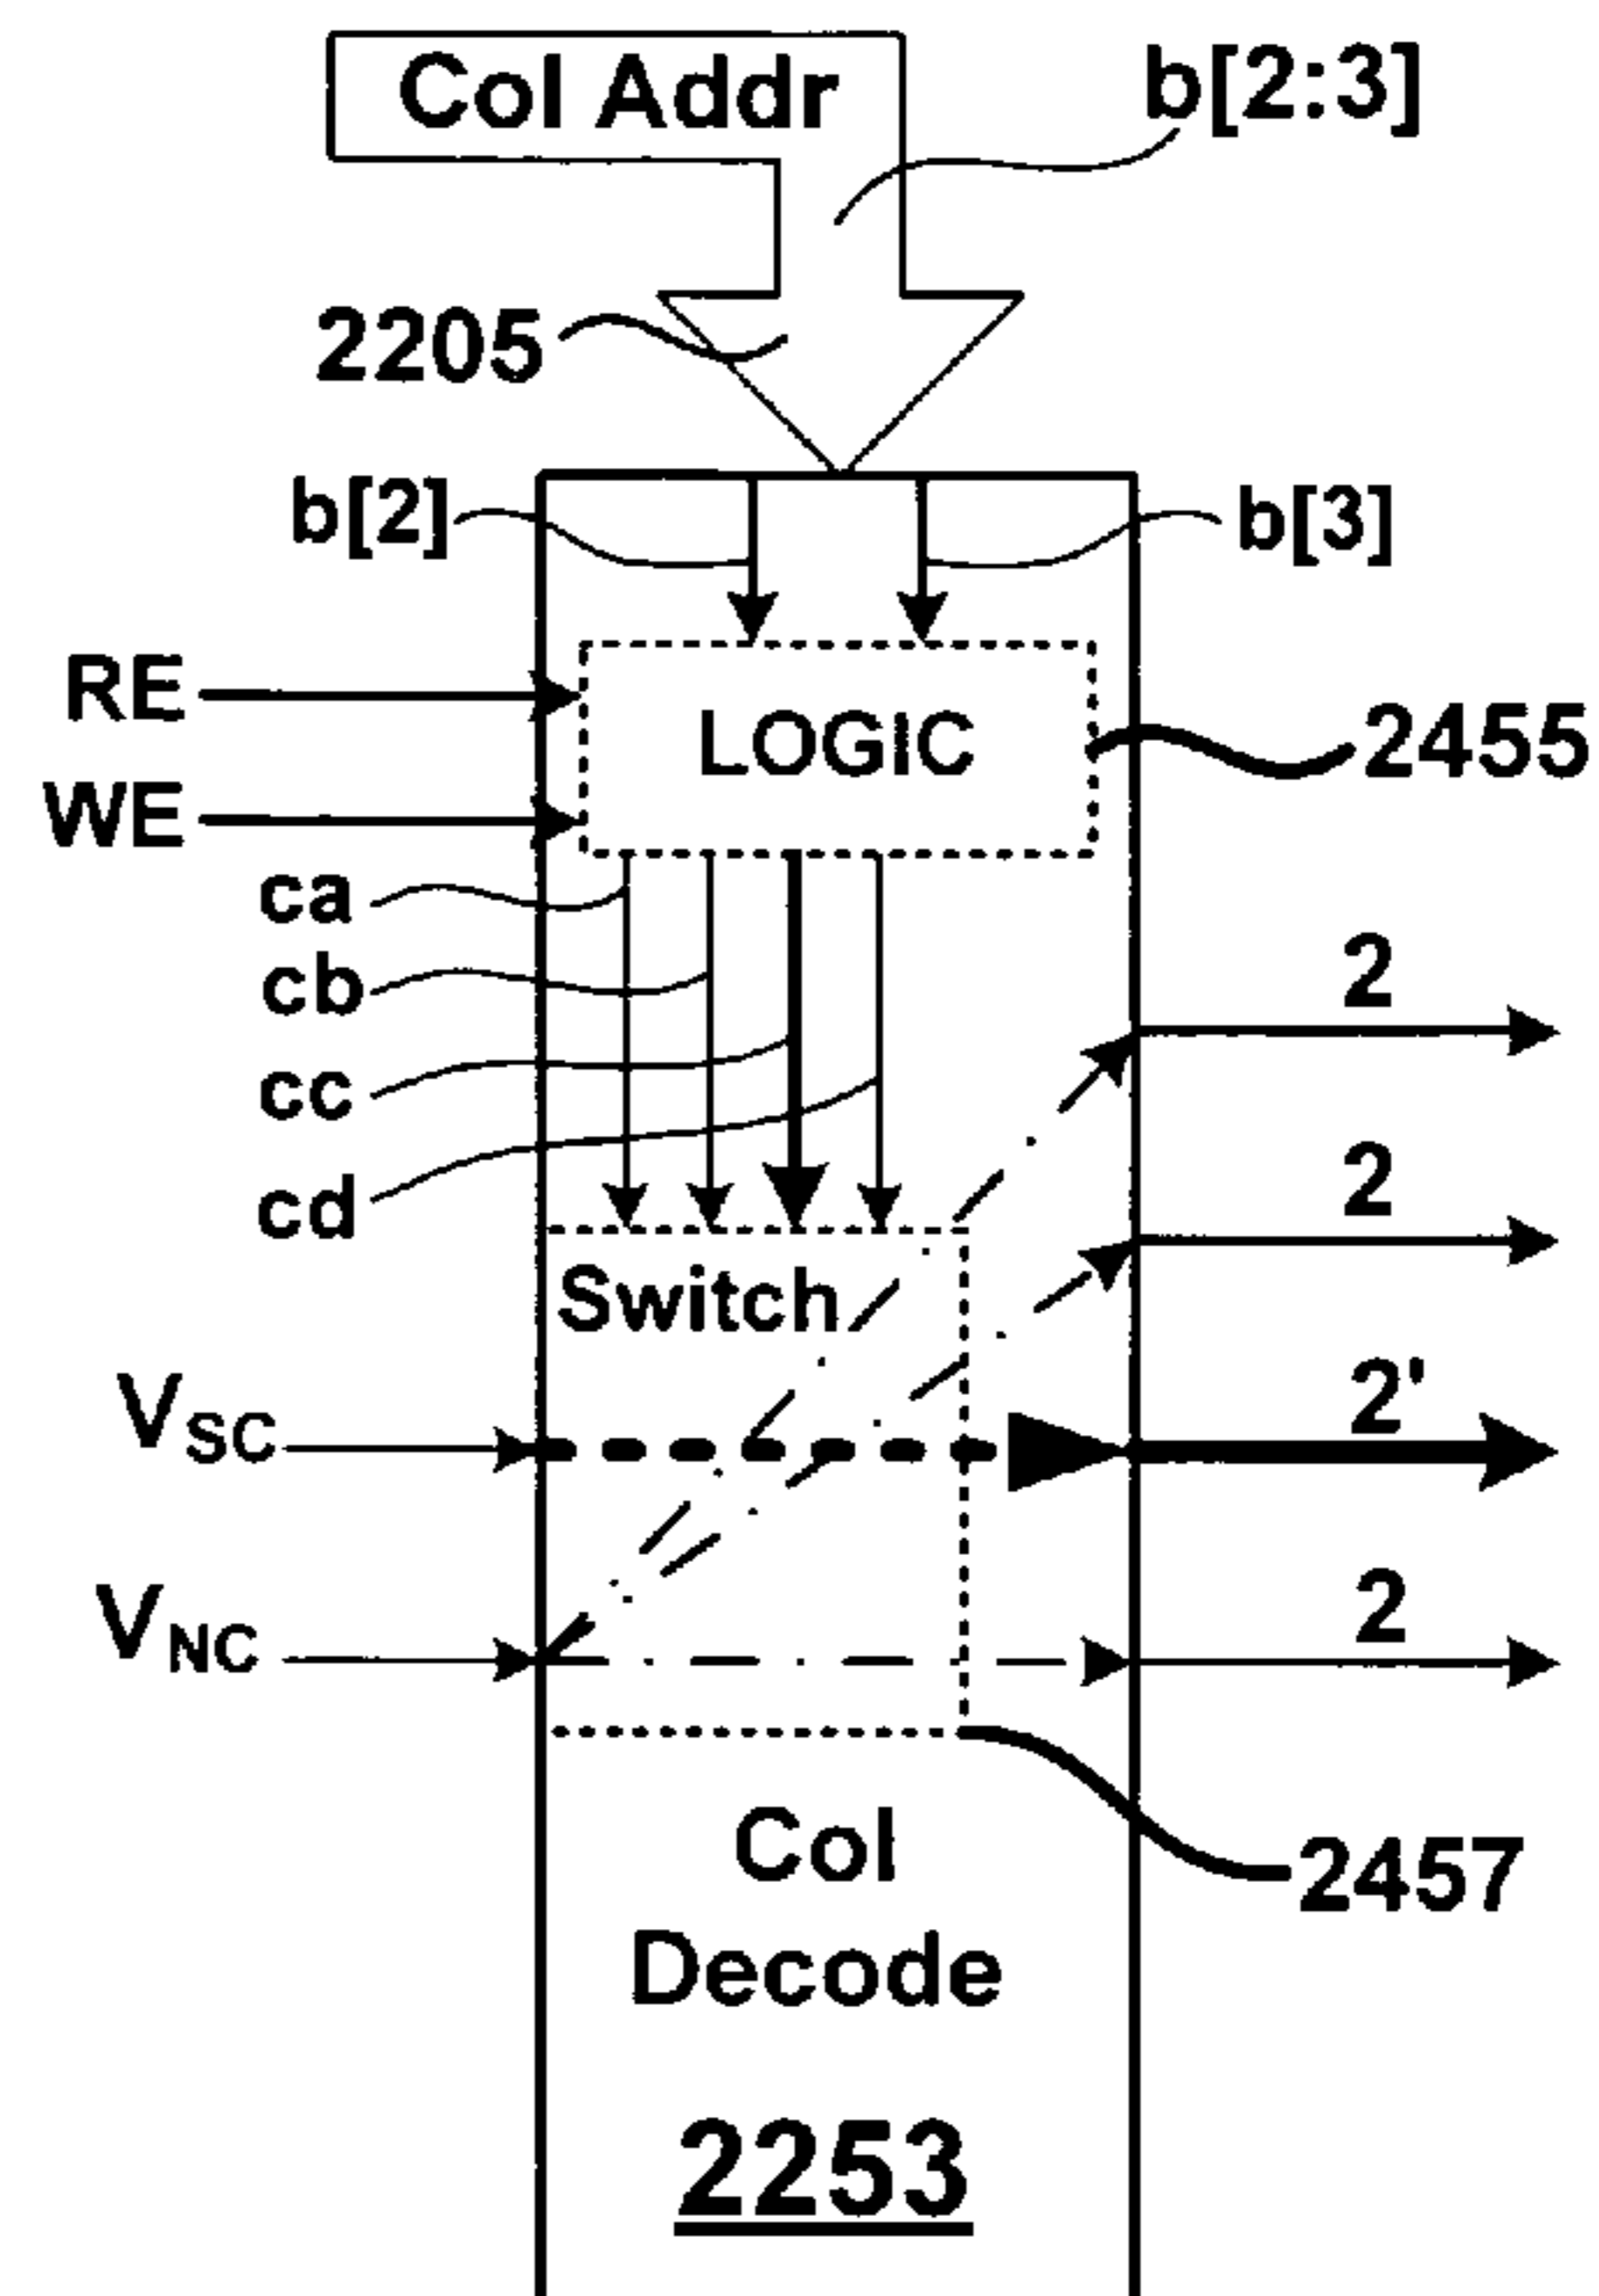 Col Addr
b[2:3]
2205
b[2]
b[3]
RE
LOGIC
2455
WE
ca
cb
cc
cd
2
2
Switch
VSC
2'
VNC
2
Col
Decode
2457
2253